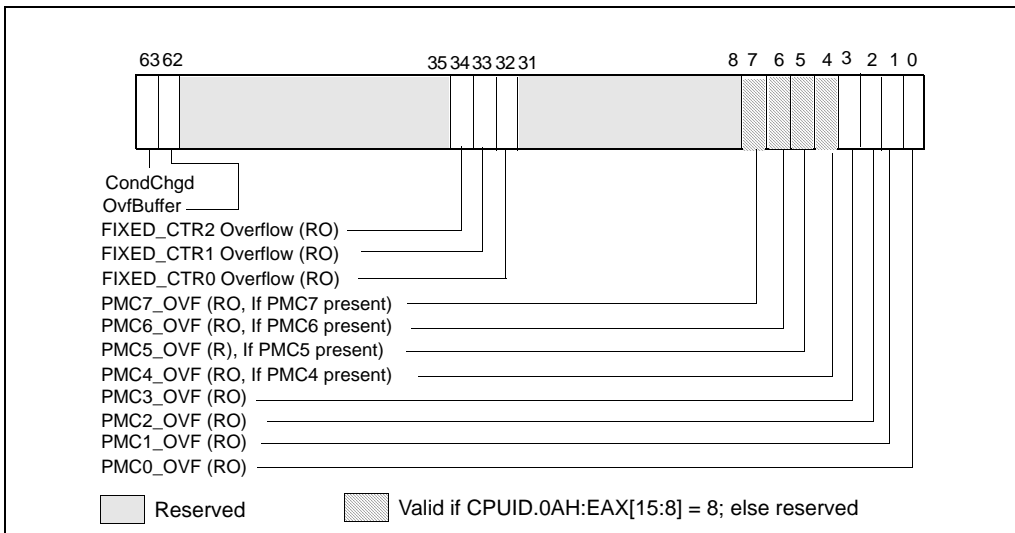 63 62 35 34 33 32 31 8 7 6 5 4 3 2 1 0
CondChgd
OvfBuffer
FIXED_CTR2 Overflow (RO)
FIXED_CTR1 Overflow (RO)
FIXED_CTR0 Overflow (RO)
PMC7_OVF (RO, If PMC7 present)
PMC6_OVF (RO, If PMC6 present)
PMC5_OVF (R), If PMC5 present)
PMC4_OVF (RO, If PMC4 present)
PMC3_OVF (RO)
PMC2_OVF (RO)
PMC1_OVF (RO)
PMC0_OVF (RO)
Reserved Valid if CPUID.0AH:EAX[15:8] = 8; else reserved